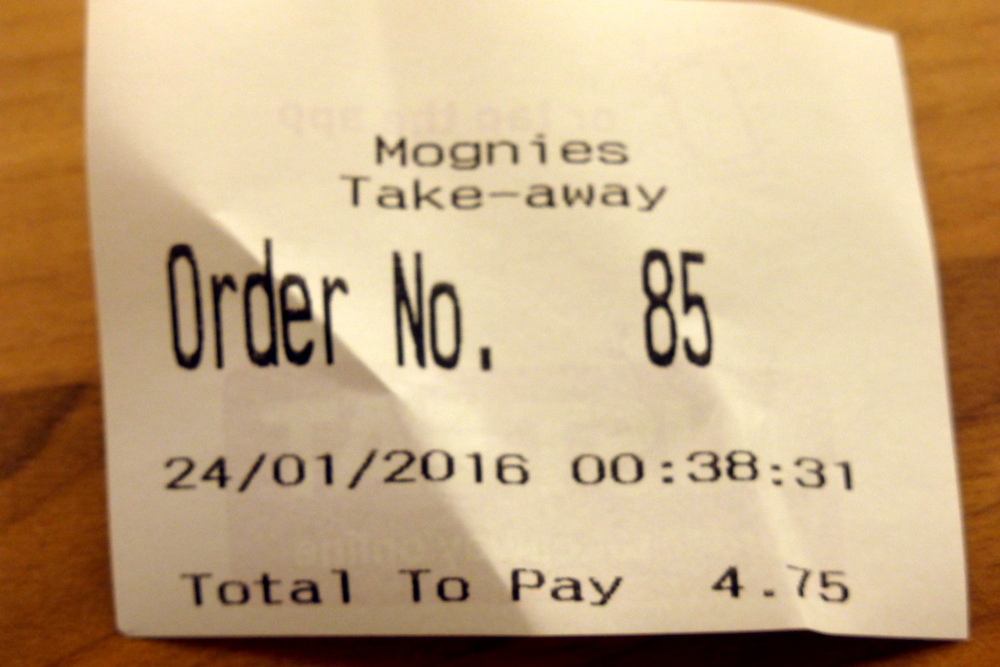 Mognies
Take-away
Order No. 85
24/01/2016 00:38:31
Total To Pay 4.75